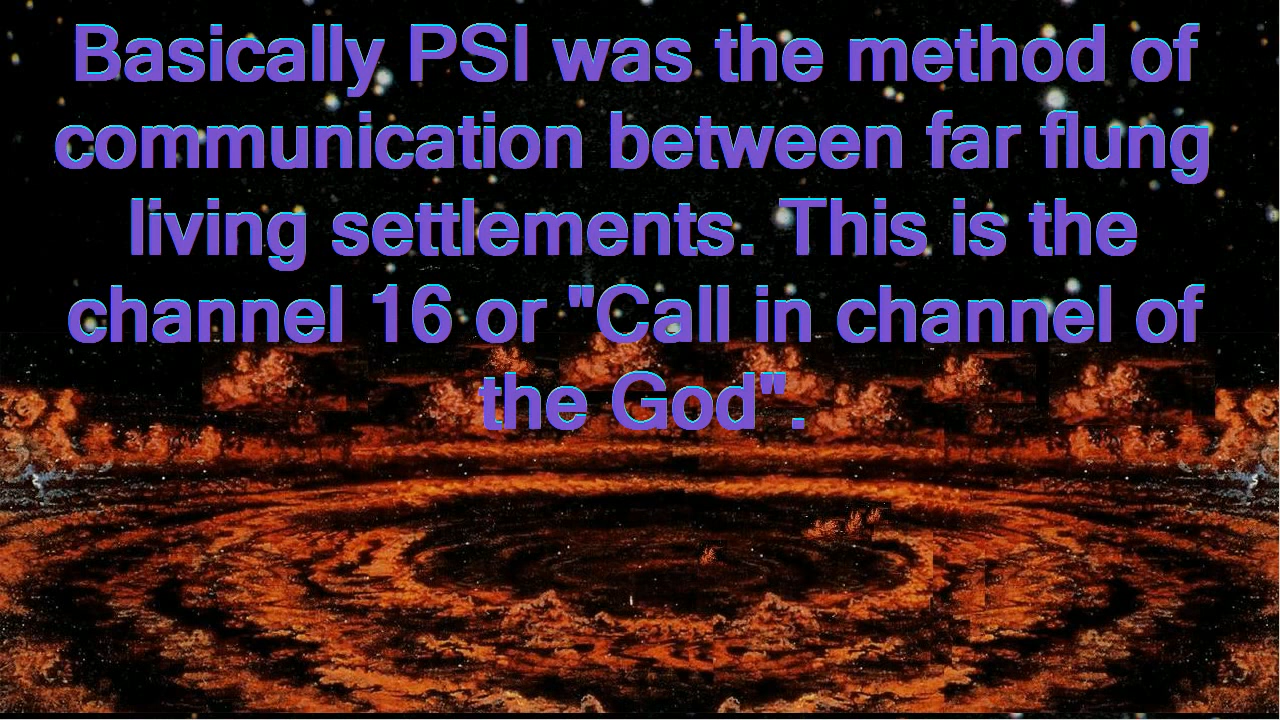 Basically PSI was the method of
communication between far flung
living settlements. This is the
channel 16 or "Call in channel of
the God".